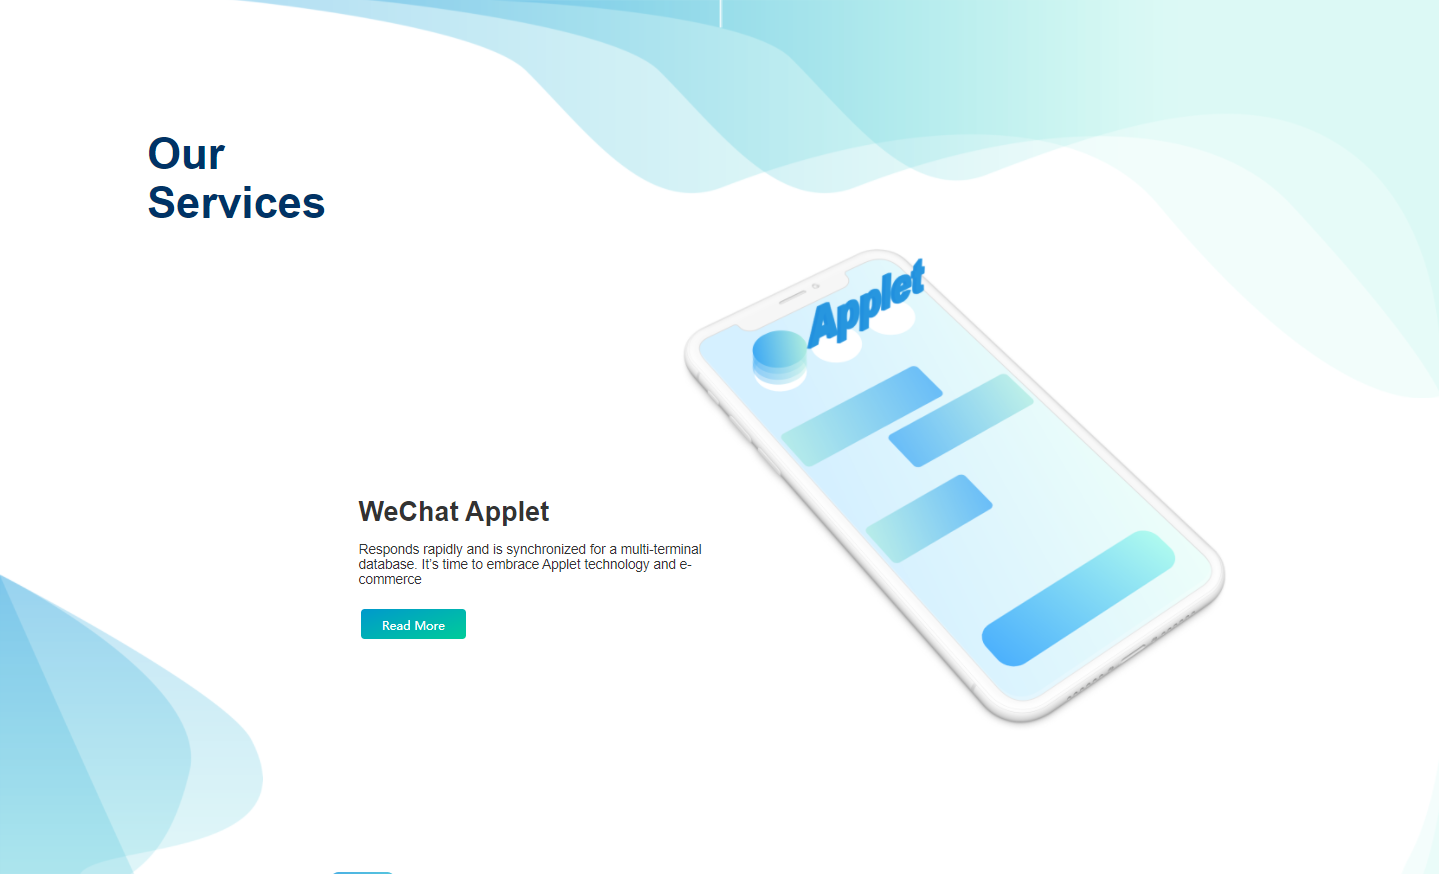 Our
Services
Applet
WeChat Applet
Responds rapidly and is synchronized for a multi-terminal
database. It's time to embrace Applet technology and e-
commerce
Read More